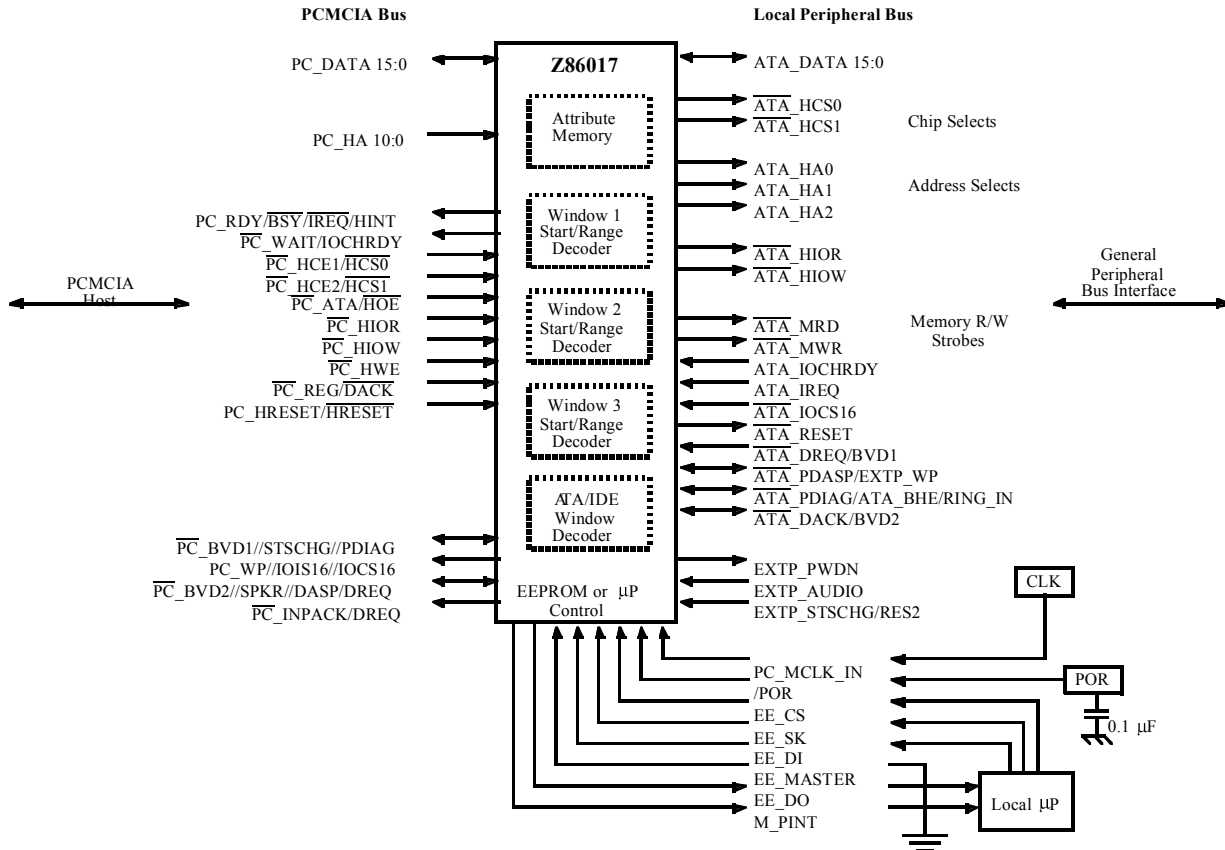 PCMCIA Bus
Local Peripheral Bus
Z86017
PC_DATA 15:0
PC_HA 10:0
PC_RDY/BSY/IREQ/HINT
PC_WAIT/IOCHRDY
PC_HCE1/HCS0
PC_HCE2/HCS1
PC_ATA/HOE
PC_HIOR
PC_HIOW
PC_HWE
PC_REG/DACK
PC_HRESET/HRESET
PC_BVD1//STSCHG//PDIAG
PC_WP//IOIS16//IOCS16
PC_BVD2//SPKR//DASP/DREQ
PC_INPACK/DREQ
PCMCIA
Host
Attribute
Memory
Window 1
Start/Range
Decoder
Window 2
Start/Range
Decoder
Window 3
Start/Range
Decoder
ATA/IDE
Window
Decoder
EEPROM or µP
Control
ATA_DATA 15:0
ATA_HCS0
ATA_HCS1
Chip Selects
ATA_HA0
ATA_HA1
Address Selects
ATA_HA2
ATA_HIOR
ATA_HIOW
ATA_MRD
Memory R/W
Strobes
ATA_MWR
ATA_IOCHRDY
ATA_IREQ
ATA_IOCS16
ATA_RESET
ATA_DREQ/BVD1
ATA_PDASP/EXTP_WP
ATA_PDIAG/ATA_BHE/RING_IN
ATA_DACK/BVD2
EXTP_PWDN
EXTP_AUDIO
EXTP_STSCHG/RES2
General
Peripheral
Bus Interface
CLK
PC_MCLK_IN
POR
/POR
0.1 µF
EE_CS
EE_SK
EE_DI
EE_MASTER
EE_DO
M_PINT
Local µP